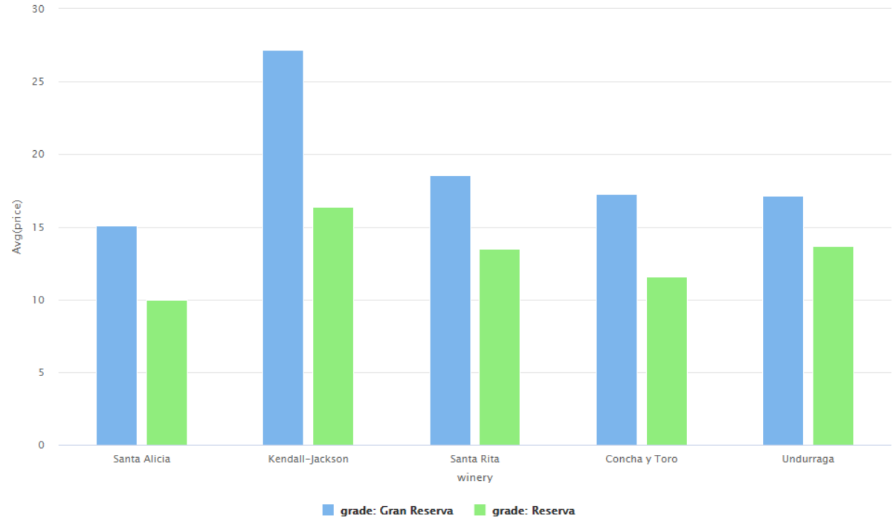 30
25
20
15
10
5
0
Avg(price)
Santa Alicia
Kendall-Jackson
Santa Rita
Concha y Toro
Undurraga
winery
grade: Gran Reserva
grade: Reserva